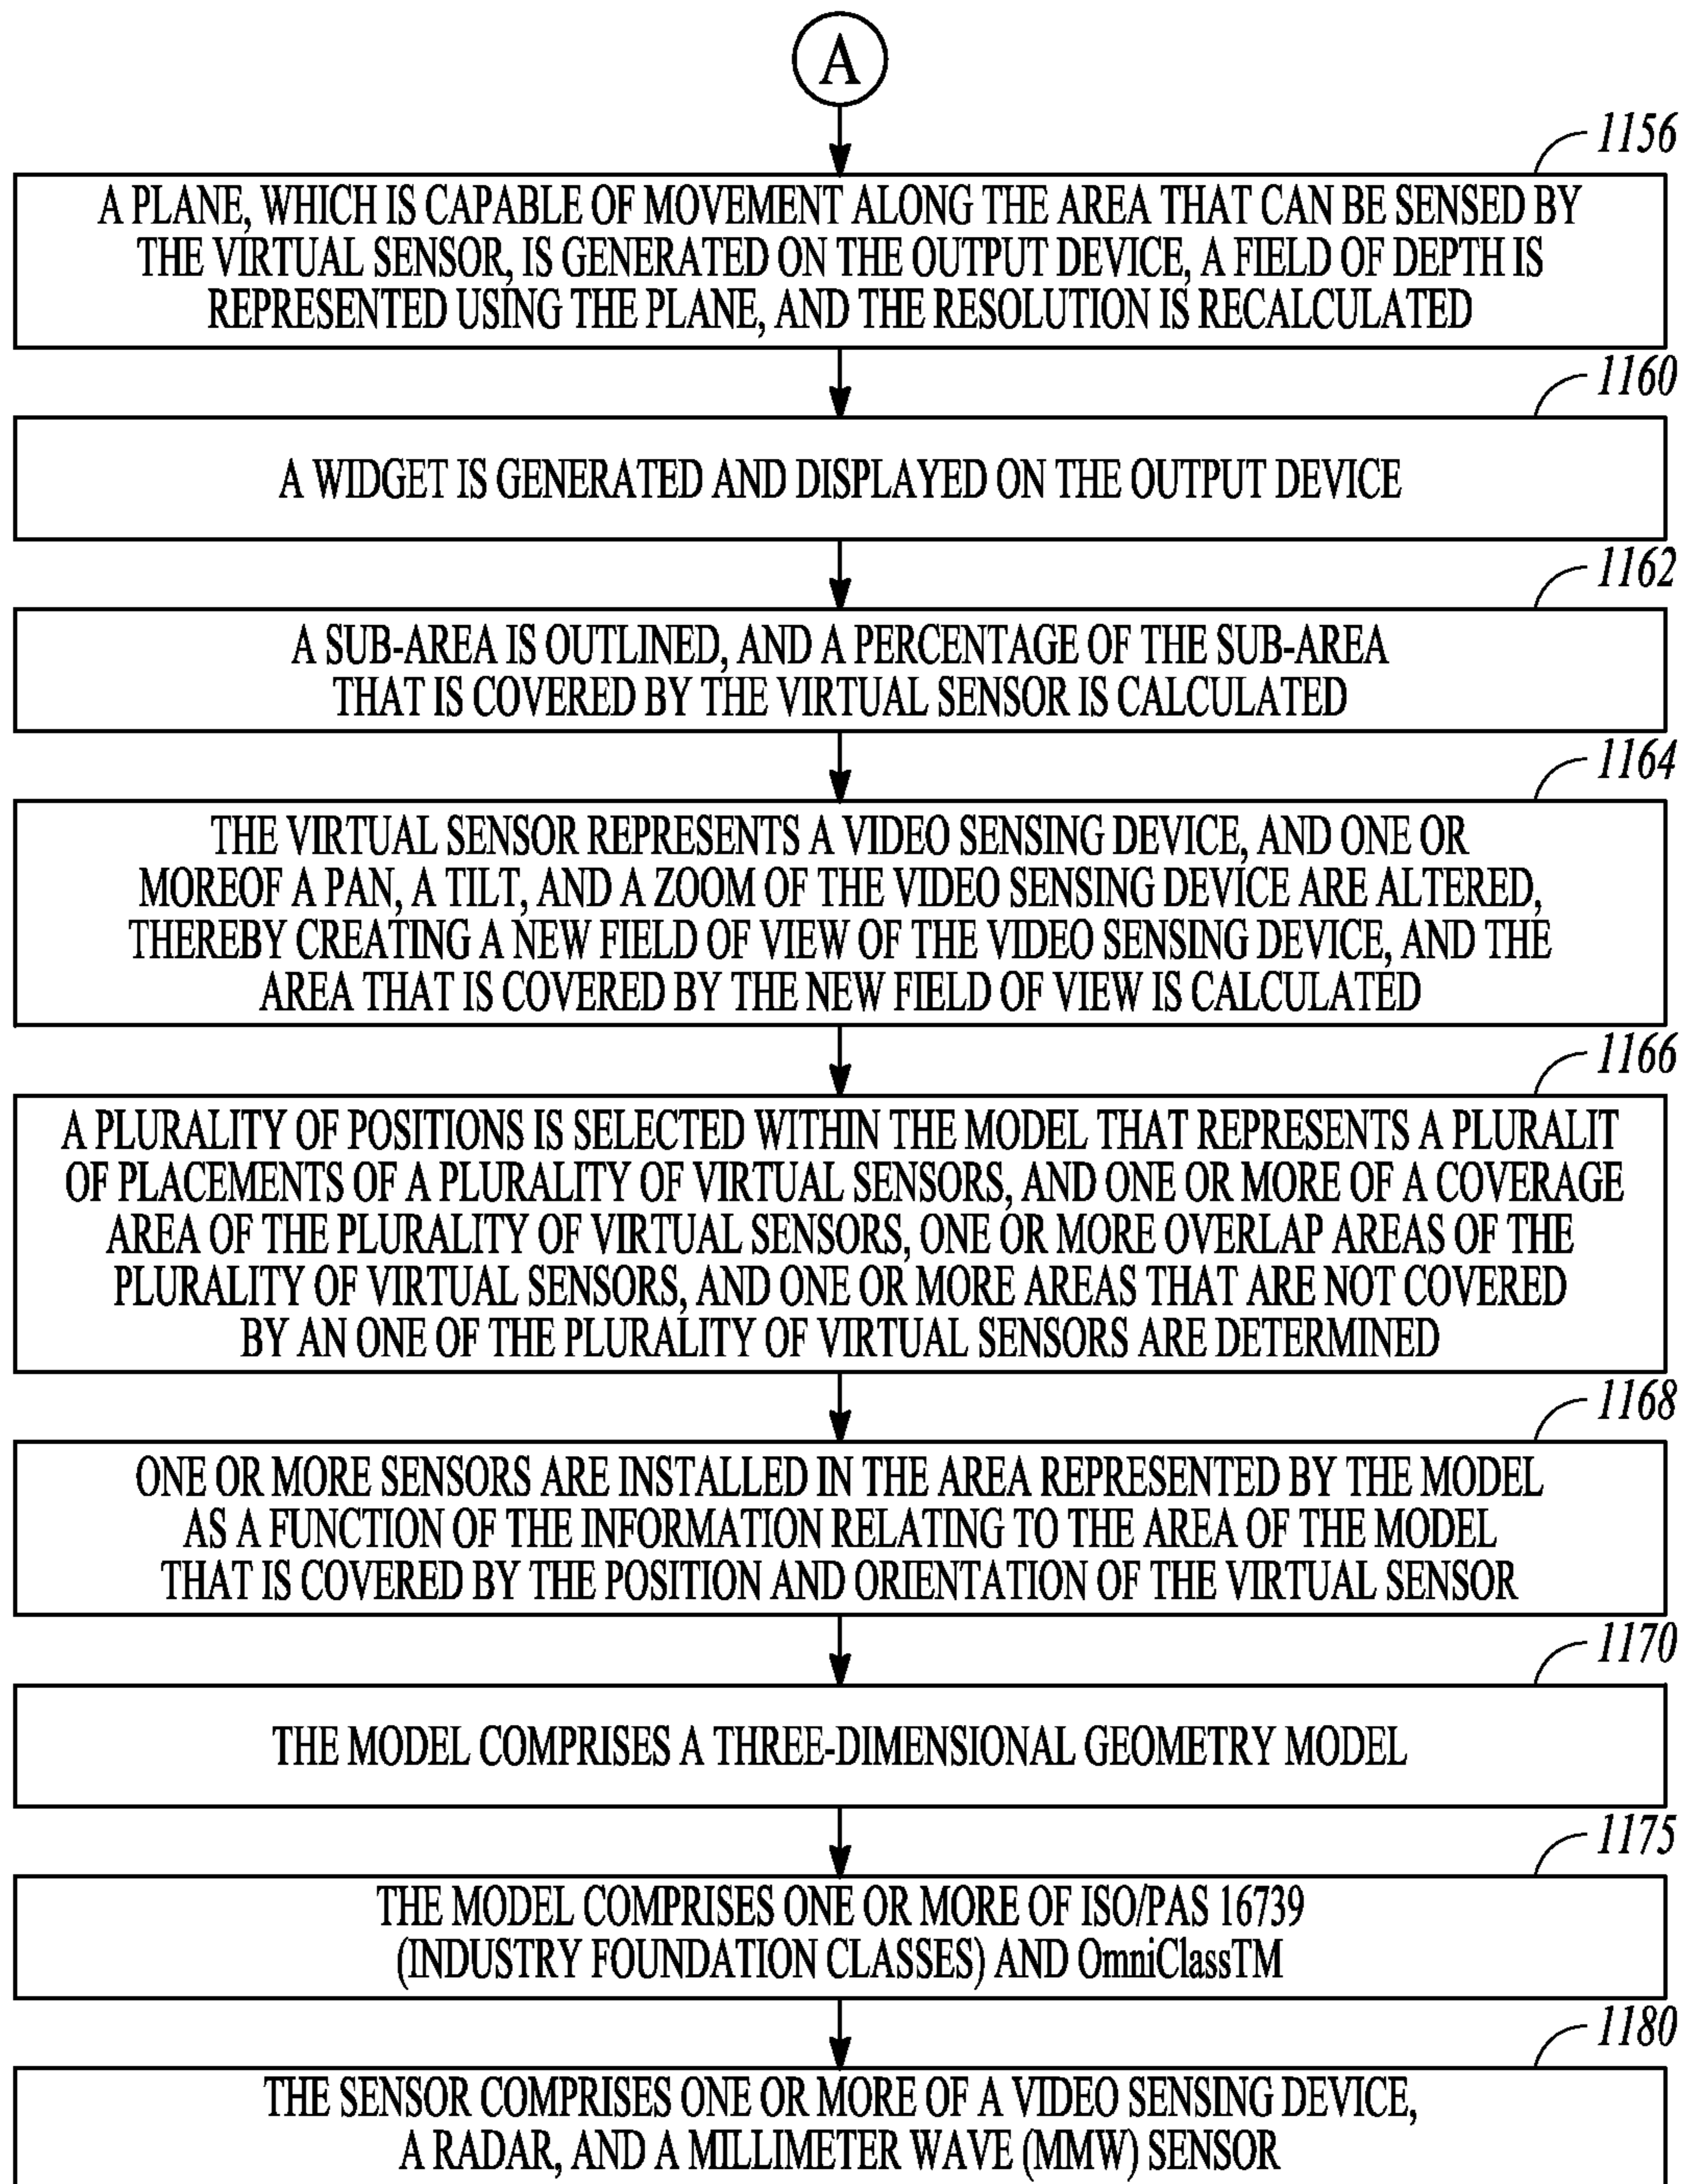 A
1156
A PLANE, WHICH IS CAPABLE OF MOVEMENT ALONG THE AREA THAT CAN BE SENSED BY
THE VIRTUAL SENSOR, IS GENERATED ON THE OUTPUT DEVICE, A FIELD OF DEPTH IS
REPRESENTED USING THE PLANE, AND THE RESOLUTION IS RECALCULATED
1160
A WIDGET IS GENERATED AND DISPLAYED ON THE OUTPUT DEVICE
1162
A SUB-AREA IS OUTLINED, AND A PERCENTAGE OF THE SUB-AREA
THAT IS COVERED BY THE VIRTUAL SENSOR IS CALCULATED
1164
THE VIRTUAL SENSOR REPRESENTS A VIDEO SENSING DEVICE, AND ONE OR
MOREOF A PAN, A TILT, AND A ZOOM OF THE VIDEO SENSING DEVICE ARE ALTERED,
THEREBY CREATING A NEW FIELD OF VIEW OF THE VIDEO SENSING DEVICE, AND THE
AREA THAT IS COVERED BY THE NEW FIELD OF VIEW IS CALCULATED
1166
A PLURALITY OF POSITIONS IS SELECTED WITHIN THE MODEL THAT REPRESENTS A PLURALIT
OF PLACEMENTS OF A PLURALITY OF VIRTUAL SENSORS, AND ONE OR MORE OF A COVERAGE
AREA OF THE PLURALITY OF VIRTUAL SENSORS, ONE OR MORE OVERLAP AREAS OF THE
PLURALITY OF VIRTUAL SENSORS, AND ONE OR MORE AREAS THAT ARE NOT COVERED
BY AN ONE OF THE PLURALITY OF VIRTUAL SENSORS ARE DETERMINED
1168
ONE OR MORE SENSORS ARE INSTALLED IN THE AREA REPRESENTED BY THE MODEL
AS A FUNCTION OF THE INFORMATION RELATING TO THE AREA OF THE MODEL
THAT IS COVERED BY THE POSITION AND ORIENTATION OF THE VIRTUAL SENSOR
1170
THE MODEL COMPRISES A THREE-DIMENSIONAL GEOMETRY MODEL
1175
THE MODEL COMPRISES ONE OR MORE OF ISO/PAS 16739
(INDUSTRY FOUNDATION CLASSES) AND OmniClassTM
1180
THE SENSOR COMPRISES ONE OR MORE OF A VIDEO SENSING DEVICE,
A RADAR, AND A MILLIMETER WAVE (MMW) SENSOR